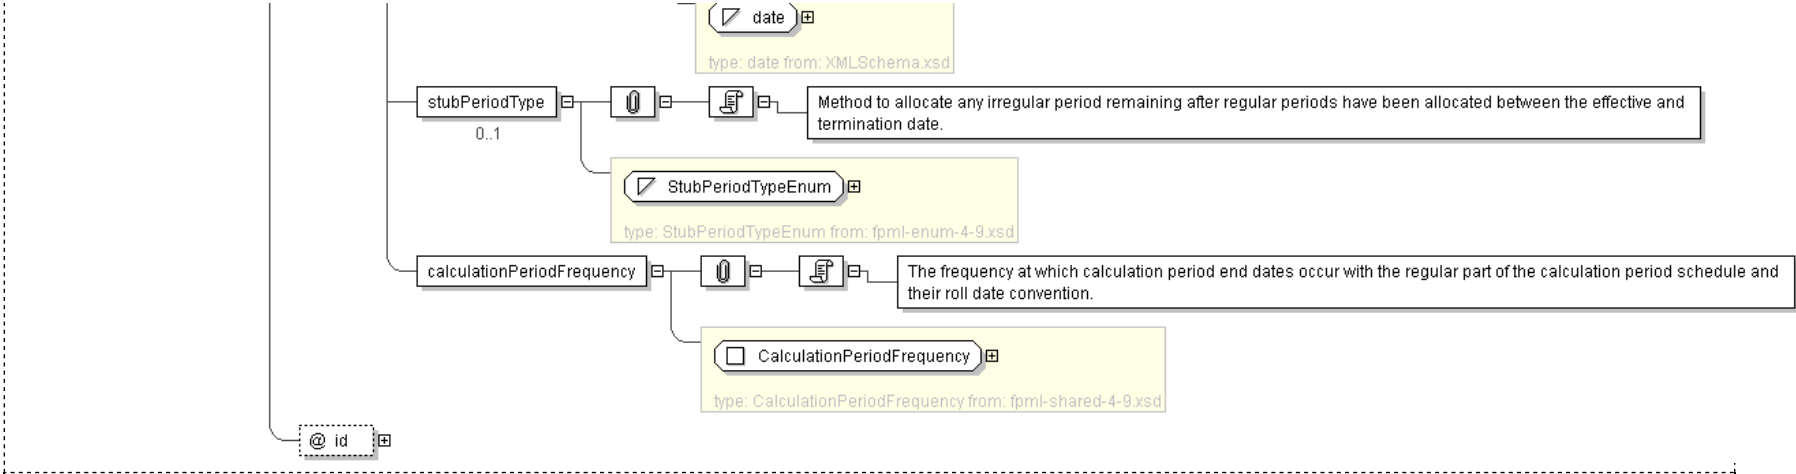 date
type: date from: XMLSchema.xsd
stubPeriodType
0..1
Method to allocate any irregular period remaining after regular periods have been allocated between the effective and
termination date.
StubPeriodTypeEnum
type: StubPeriodTypeEnum from: fpml-enum-4-9.xsd
calculationPeriodFrequency
The frequency at which calculation period end dates occur with the regular part of the calculation period schedule and
their roll date convention.
CalculationPeriodFrequency
type: CalculationPeriodFrequency from: fpml-shared-4-9.xsd
@ id